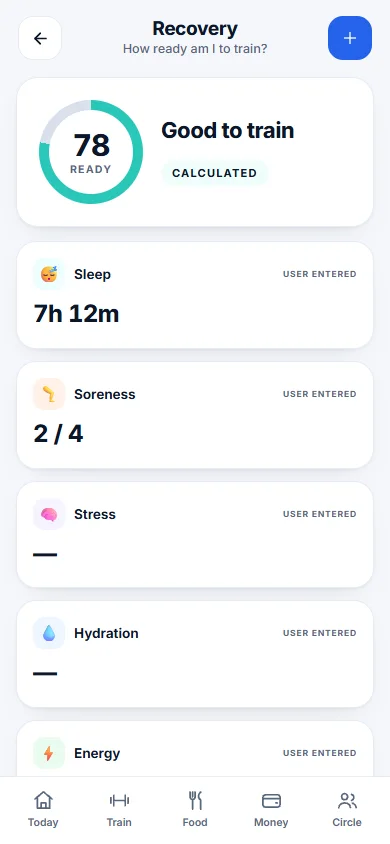 Recovery
How ready am I to train?
78
READY
Good to train
CALCULATED
Sleep
USER ENTERED
7h 12m
Soreness
USER ENTERED
2 / 4
Stress
USER ENTERED
—
Hydration
USER ENTERED
—
Energy
USER ENTERED
Today
Train
Food
Money
Circle